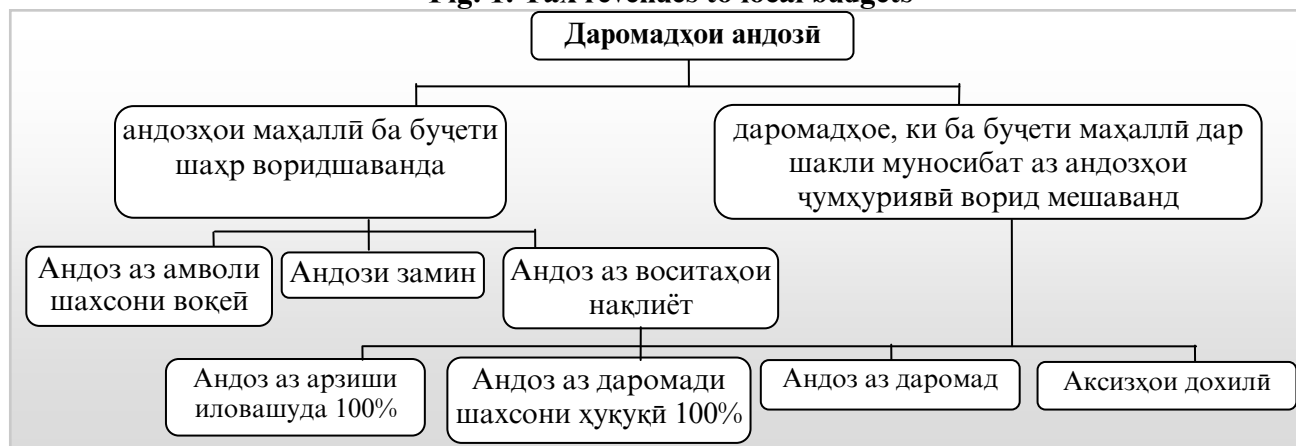 Fig. 1. Tax revenues to local budgets
Даромадҳои андозӣ
андозҳои маҳаллӣ ба буҷети
шаҳр воридшаванда
даромадҳое, ки ба буҷети маҳаллӣ дар
шакли муносибат аз андозҳои
ҷумҳуриявӣ ворид мешаванд
Андоз аз амволи
шахсони воқеӣ
Андози замин
Андоз аз воситаҳои
нақлиёт
Андоз аз арзиши
иловашуда 100%
Андоз аз даромади
шахсони ҳуқуқӣ 100%
Андоз аз даромад
Аксизҳои дохилӣ